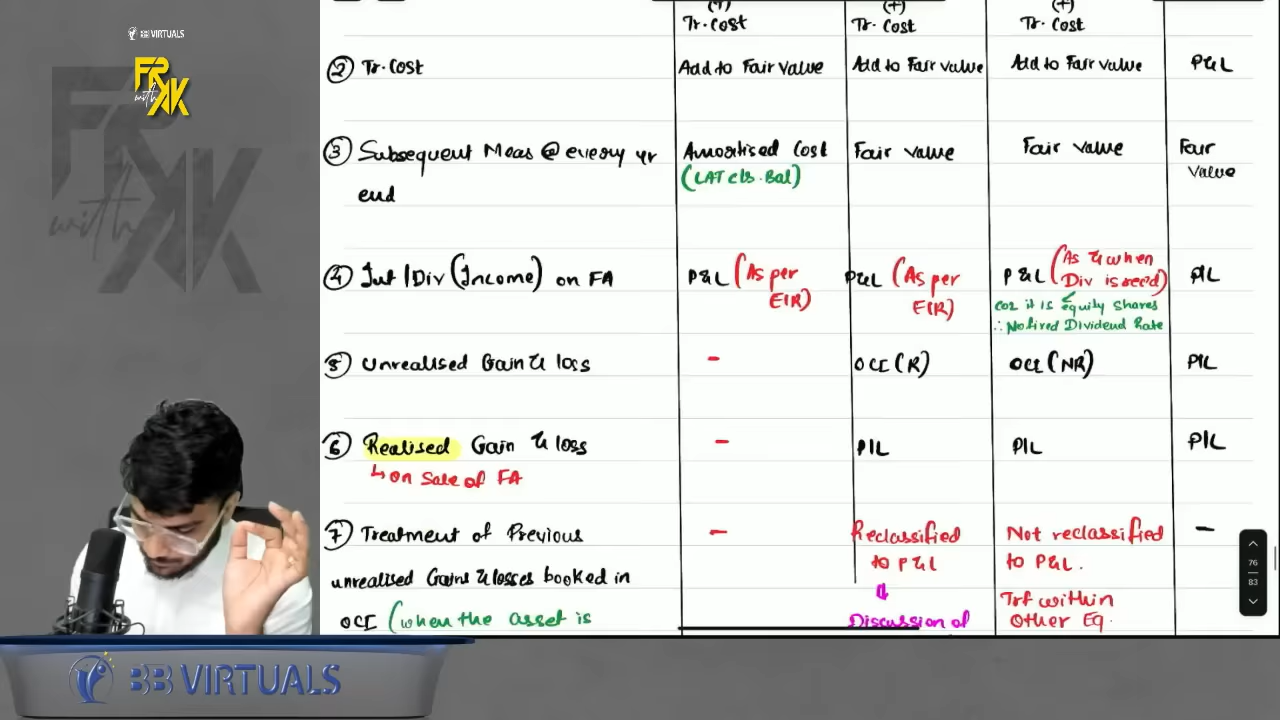 BB VIRTUALS
FR
with
AK
Tr. Cost
(+)
Tr. Cost
(+)
Tr. Cost
② Tr. Cost
Add to Fair Value
Add to Fair Value
Add to Fair Value
P&L
③ Subsequent Meas @ every yr
end
Amortised Cost
(LAT cls. Bal)
Fair Value
Fair Value
Fair
Value
④ Int / Div (Income) on FA
P&L (As per
EIR)
P&L (As per
EIR)
P&L (As & when
Div is recd)
coz it is equity shares
∴ No fixed Dividend Rate
P/L
⑤ Unrealised Gain & loss
-
OCI (R)
OCI (NR)
P/L
⑥ Realised Gain & loss
↳ on Sale of FA
-
P/L
P/L
P/L
⑦ Treatment of Previous
unrealised Gains & losses booked in
OCI (when the asset is
-
Reclassified
to P&L
⇓
Discussion of
Not reclassified
to P&L.
Trf within
Other Eq.
-
76
83
BB VIRTUALS